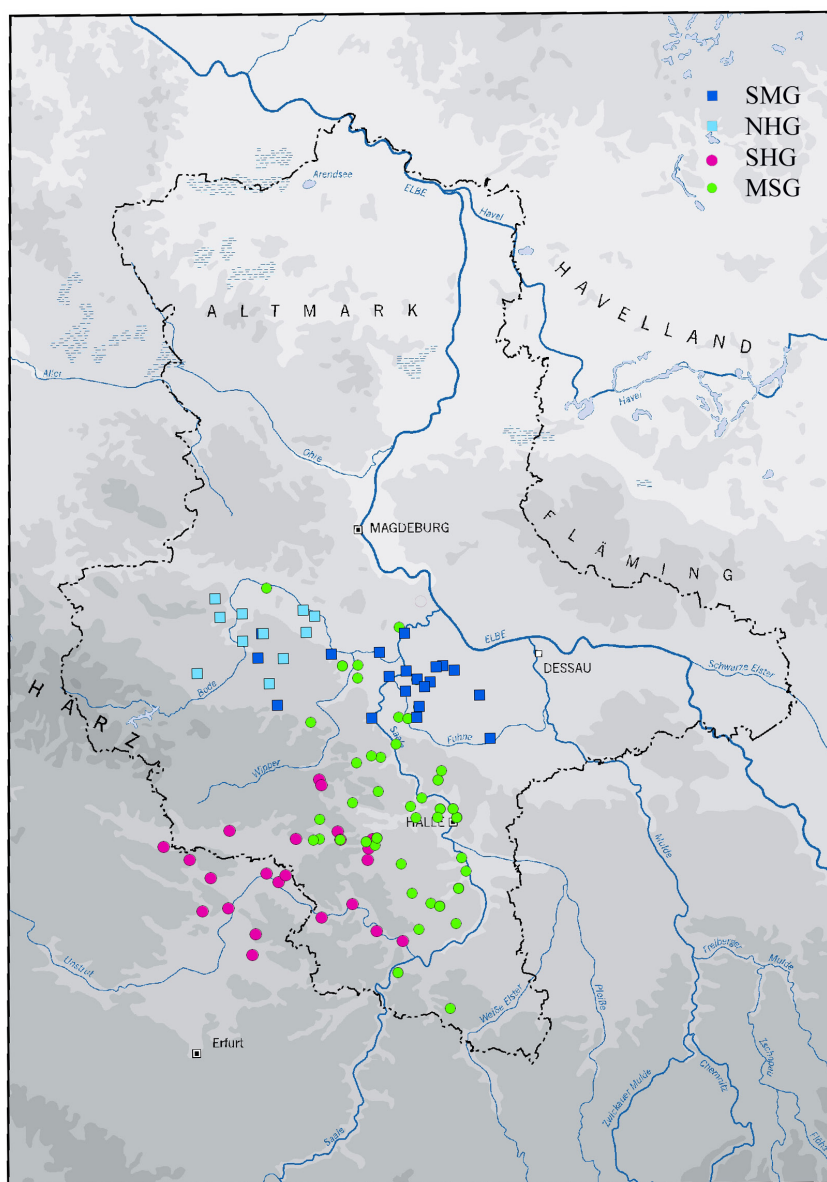 SMG
NHG
SHG
MSG
Arendsee
ELBE
Havel
ALTMARK
HAVELLAND
Aller
Havel
Ohre
MAGDEBURG
FLÄMING
ELBE
DESSAU
Schwarze Elster
HARZ
Bode
Saale
Fuhne
Wipper
HALLE
Mulde
Unstrut
Freiberger
Mulde
Weiße Elster
Pleiße
Erfurt
Zschopau
Zwickauer Mulde
Chemnitz
Saale
Flöha